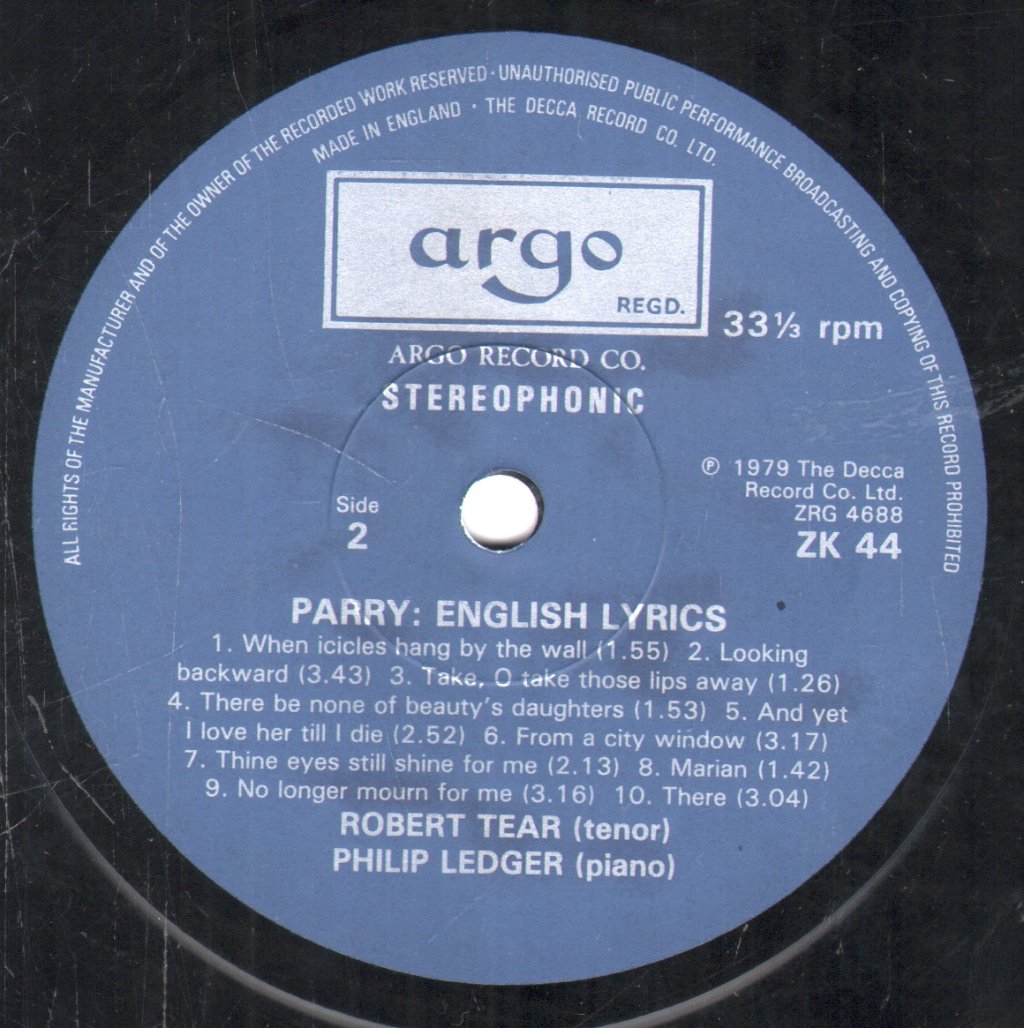 ALL RIGHTS OF THE MANUFACTURER AND OF THE OWNER OF THE RECORDED WORK RESERVED · UNAUTHORISED PUBLIC PERFORMANCE BROADCASTING AND COPYING OF THIS RECORD PROHIBITED
MADE IN ENGLAND · THE DECCA RECORD CO. LTD.
argo
REGD.
33⅓ rpm
ARGO RECORD CO.
STEREOPHONIC
℗ 1979 The Decca
Record Co. Ltd.
ZRG 4688
ZK 44
Side
2
PARRY: ENGLISH LYRICS
1. When icicles hang by the wall (1.55) 2. Looking
backward (3.43) 3. Take, O take those lips away (1.26)
4. There be none of beauty's daughters (1.53) 5. And yet
I love her till I die (2.52) 6. From a city window (3.17)
7. Thine eyes still shine for me (2.13) 8. Marian (1.42)
9. No longer mourn for me (3.16) 10. There (3.04)
ROBERT TEAR (tenor)
PHILIP LEDGER (piano)